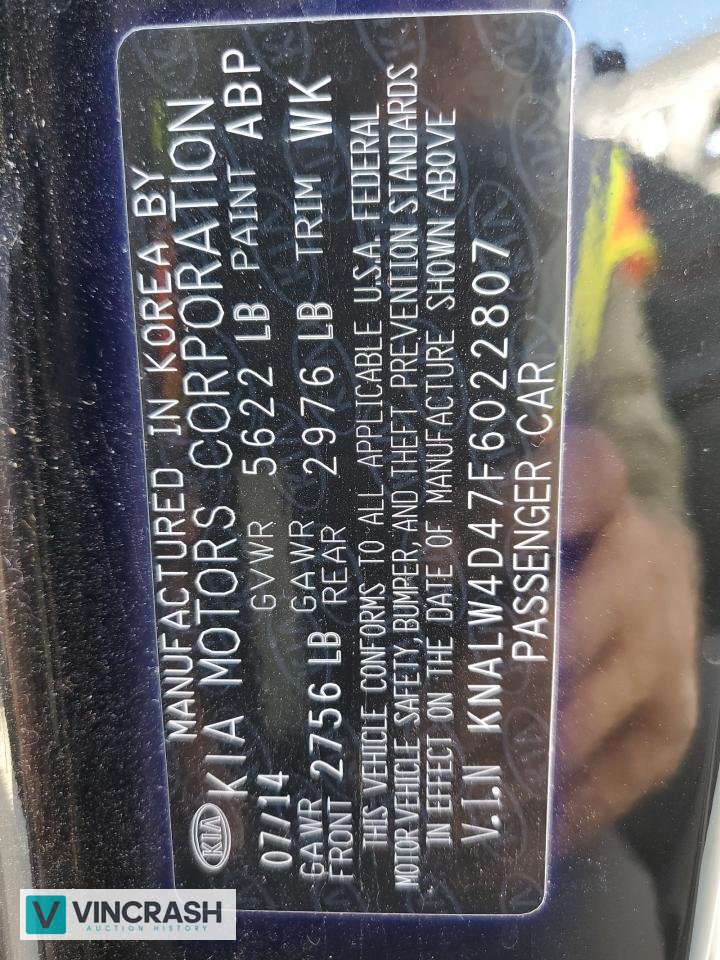 MANUFACTURED IN KOREA BY
KIA KIA MOTORS CORPORATION
07/14 GVWR 5622 LB PAINT ABP
GAWR FRONT 2756 LB GAWR REAR 2976 LB TRIM WK
THIS VEHICLE CONFORMS TO ALL APPLICABLE U.S.A. FEDERAL
MOTOR VEHICLE SAFETY, BUMPER, AND THEFT PREVENTION STANDARDS
IN EFFECT ON THE DATE OF MANUFACTURE SHOWN ABOVE
V.I.N KNALW4D47F6022807
PASSENGER CAR
V VINCRASH
AUCTION HISTORY